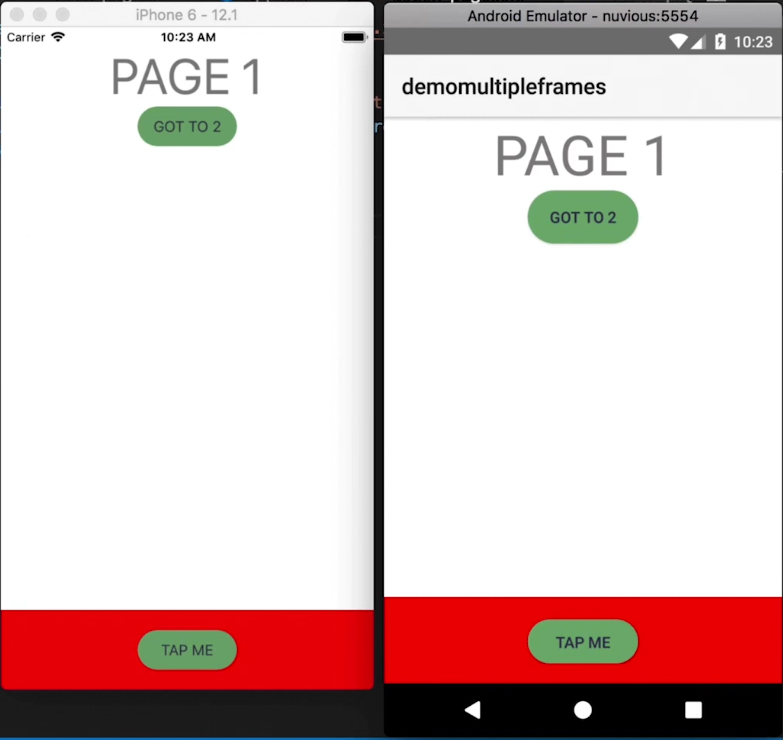 iPhone 6 - 12.1
Carrier 10:23 AM
PAGE 1
GOT TO 2
TAP ME
Android Emulator - nuvious:5554
10:23
demomultipleframes
PAGE 1
GOT TO 2
TAP ME